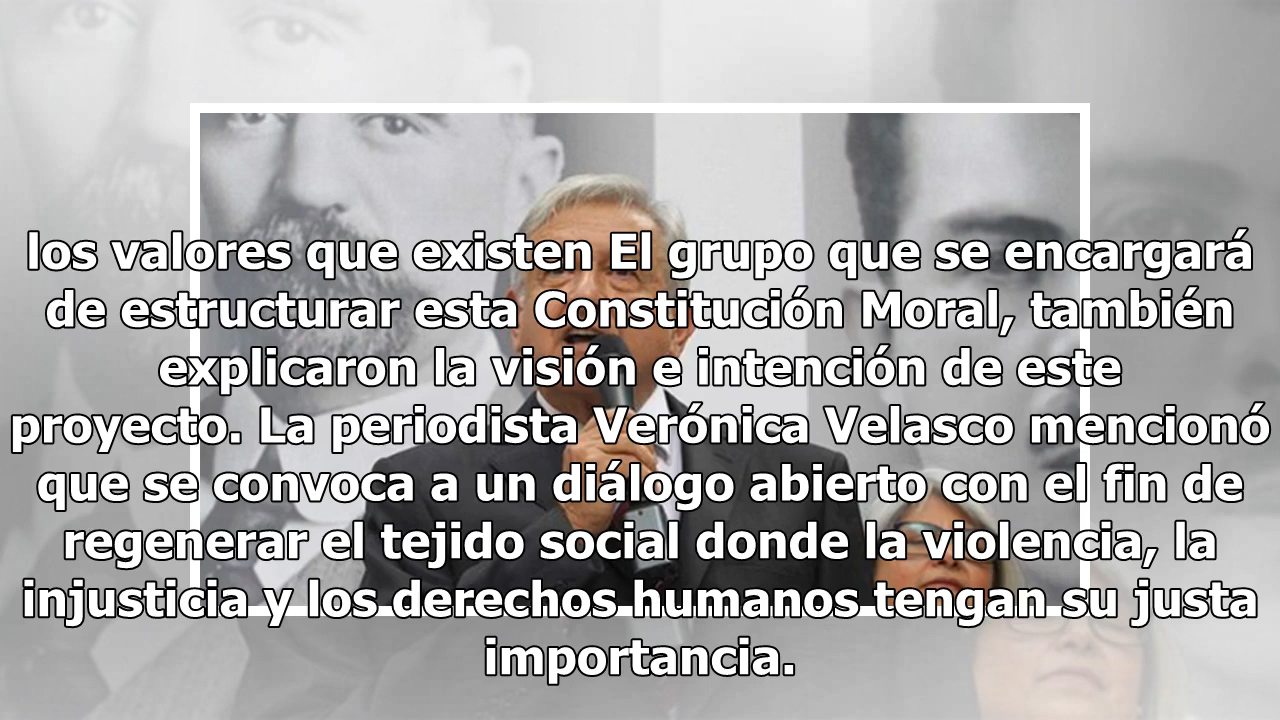 los valores que existen El grupo que se encargará
de estructurar esta Constitución Moral, también
explicaron la visión e intención de este
proyecto. La periodista Verónica Velasco mencionó
que se convoca a un diálogo abierto con el fin de
regenerar el tejido social donde la violencia, la
injusticia y los derechos humanos tengan su justa
importancia.